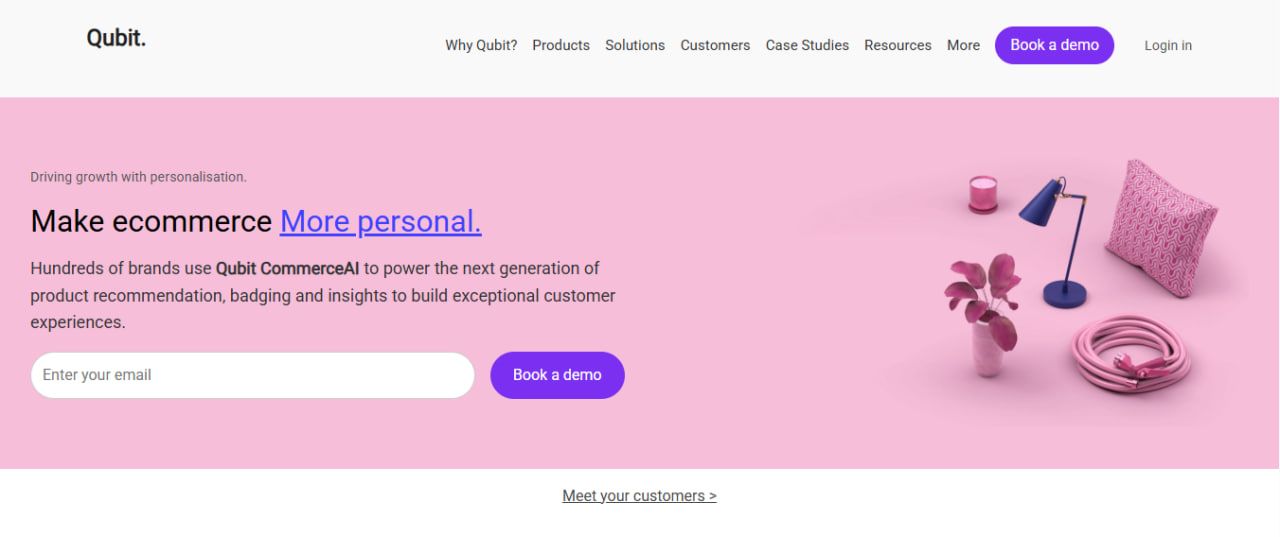 Qubit.
Why Qubit? Products Solutions Customers Case Studies Resources More Book a demo Login in
Driving growth with personalisation.
Make ecommerce More personal.
Hundreds of brands use Qubit CommerceAI to power the next generation of
product recommendation, badging and insights to build exceptional customer
experiences.
Enter your email Book a demo
Meet your customers >